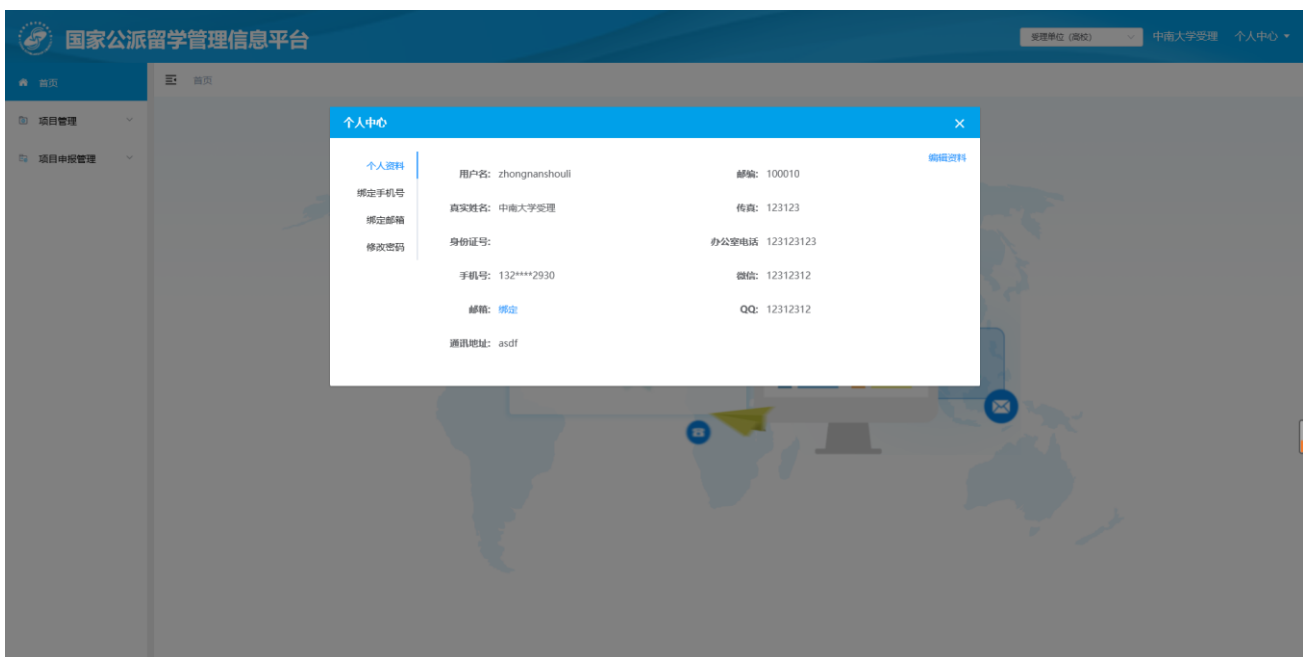 国家公派留学管理信息平台
受理单位 (高校) 中南大学受理 个人中心
首页 首页
个人中心
项目管理
项目申报管理
编辑资料
个人资料
绑定手机号
绑定邮箱
修改密码
用户名: zhongnanshouli 邮编: 100010
真实姓名: 中南大学受理 传真: 123123
身份证号: 办公室电话 123123123
手机号: 132****2930 微信: 12312312
邮箱: 绑定 QQ: 12312312
通讯地址: asdf